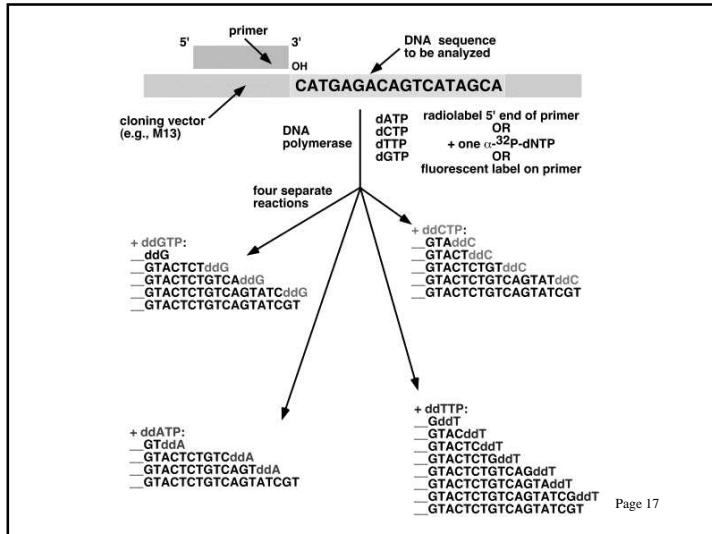 primer
5' 3'
OH
DNA sequence
to be analyzed
CATGAGACAGTCATAGCA
cloning vector
(e.g., M13)
DNA
polymerase
dATP
dCTP
dTTP
dGTP
radiolabel 5' end of primer
OR
+ one α-32P-dNTP
OR
fluorescent label on primer
four separate
reactions
+ ddGTP:
__ddG
__GTACTCTddG
__GTACTCTGTCAddG
__GTACTCTGTCAGTATCddG
__GTACTCTGTCAGTATCGT
+ ddCTP:
__GTAddC
__GTACTddC
__GTACTCTGTddC
__GTACTCTGTCAGTATddC
__GTACTCTGTCAGTATCGT
+ ddATP:
__GTddA
__GTACTCTGTCddA
__GTACTCTGTCAGTddA
__GTACTCTGTCAGTATCGT
+ ddTTP:
__GddT
__GTACddT
__GTACTCddT
__GTACTCTGddT
__GTACTCTGTCAGddT
__GTACTCTGTCAGTAddT
__GTACTCTGTCAGTATCGddT
__GTACTCTGTCAGTATCGT
Page 17